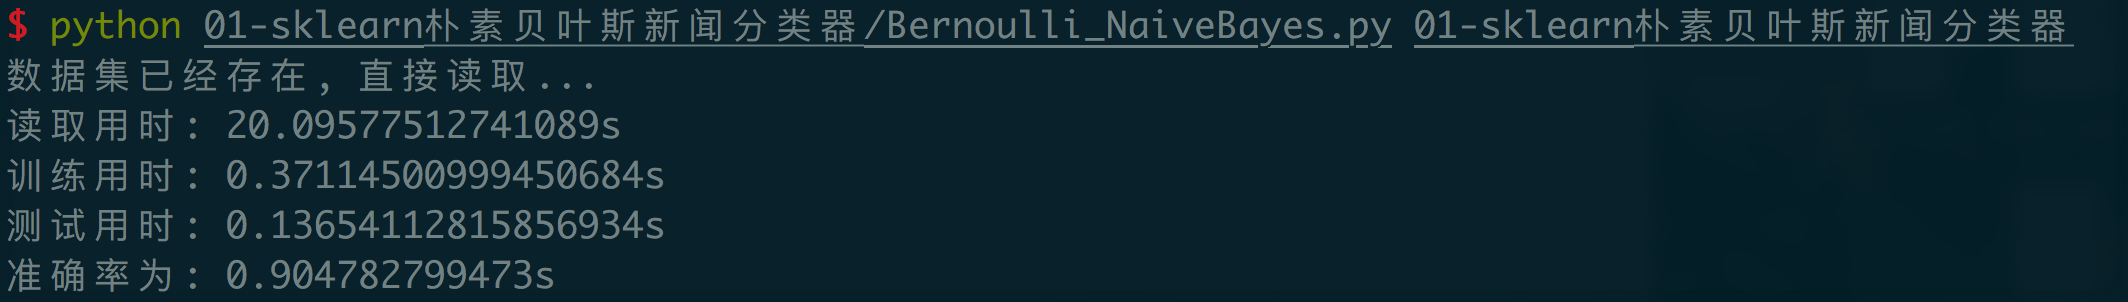 $ python 01-sklearn朴素贝叶斯新闻分类器/Bernoulli_NaiveBayes.py 01-sklearn朴素贝叶斯新闻分类器
数据集已经存在，直接读取...
读取用时：20.09577512741089s
训练用时：0.37114500999450684s
测试用时：0.13654112815856934s
准确率为：0.904782799473s